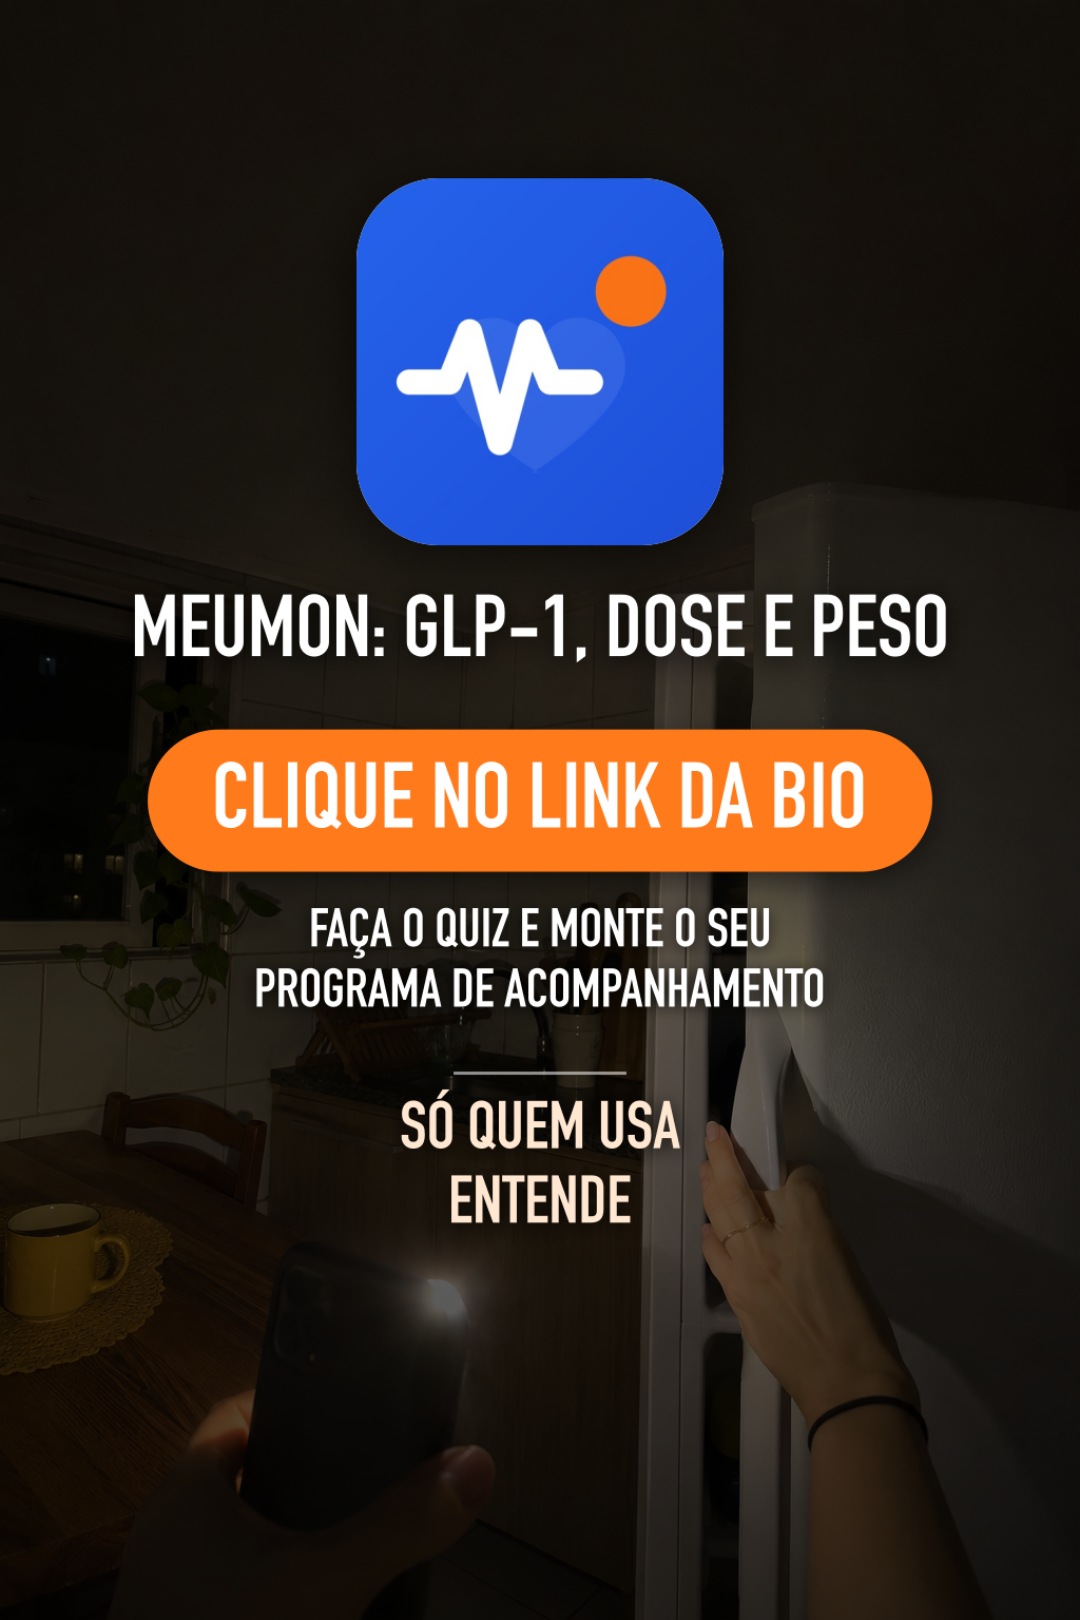 MEUMON: GLP-1, DOSE E PESO
CLIQUE NO LINK DA BIO
FAÇA O QUIZ E MONTE O SEU
PROGRAMA DE ACOMPANHAMENTO
SÓ QUEM USA
ENTENDE